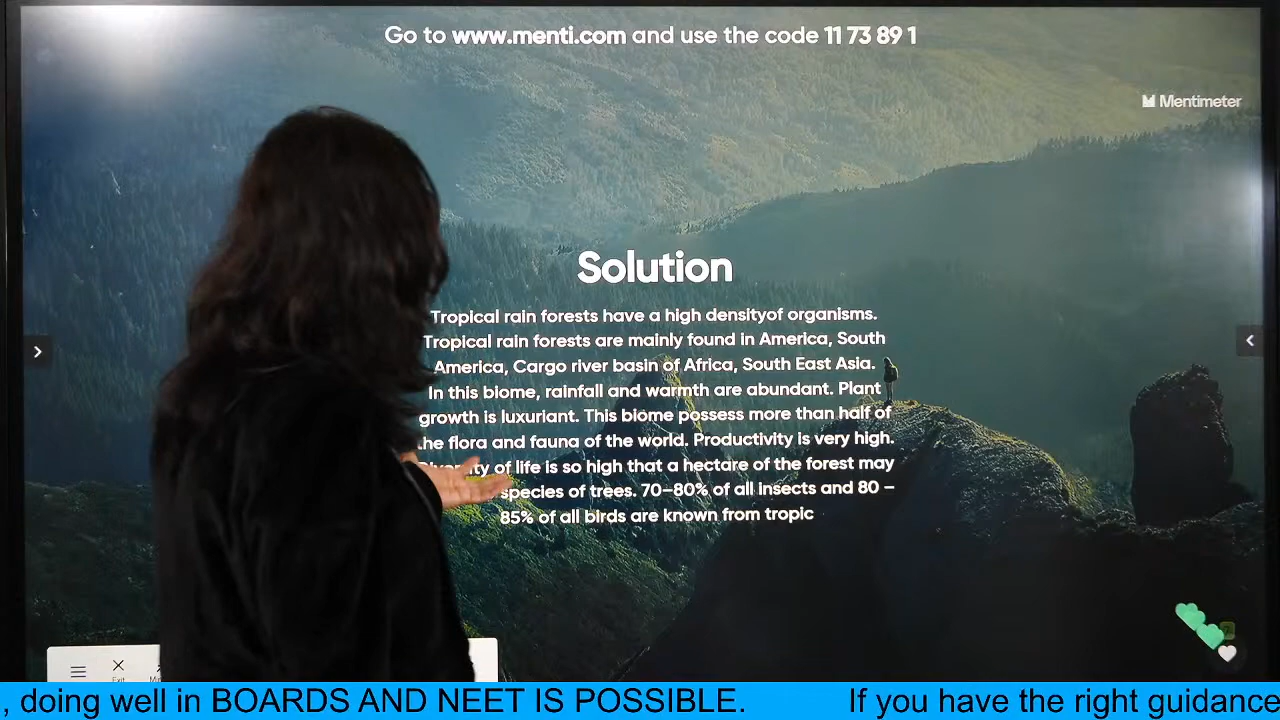 Go to www.menti.com and use the code 11 73 89 1
Mentimeter
Solution
Tropical rain forests have a high densityof organisms.
Tropical rain forests are mainly found in America, South
America, Cargo river basin of Africa, South East Asia.
In this biome, rainfall and warmth are abundant. Plant
growth is luxuriant. This biome possess more than half of
the flora and fauna of the world. Productivity is very high.
Diversity of life is so high that a hectare of the forest may
species of trees. 70–80% of all insects and 80 –
85% of all birds are known from tropic
Exit
, doing well in BOARDS AND NEET IS POSSIBLE. If you have the right guidance